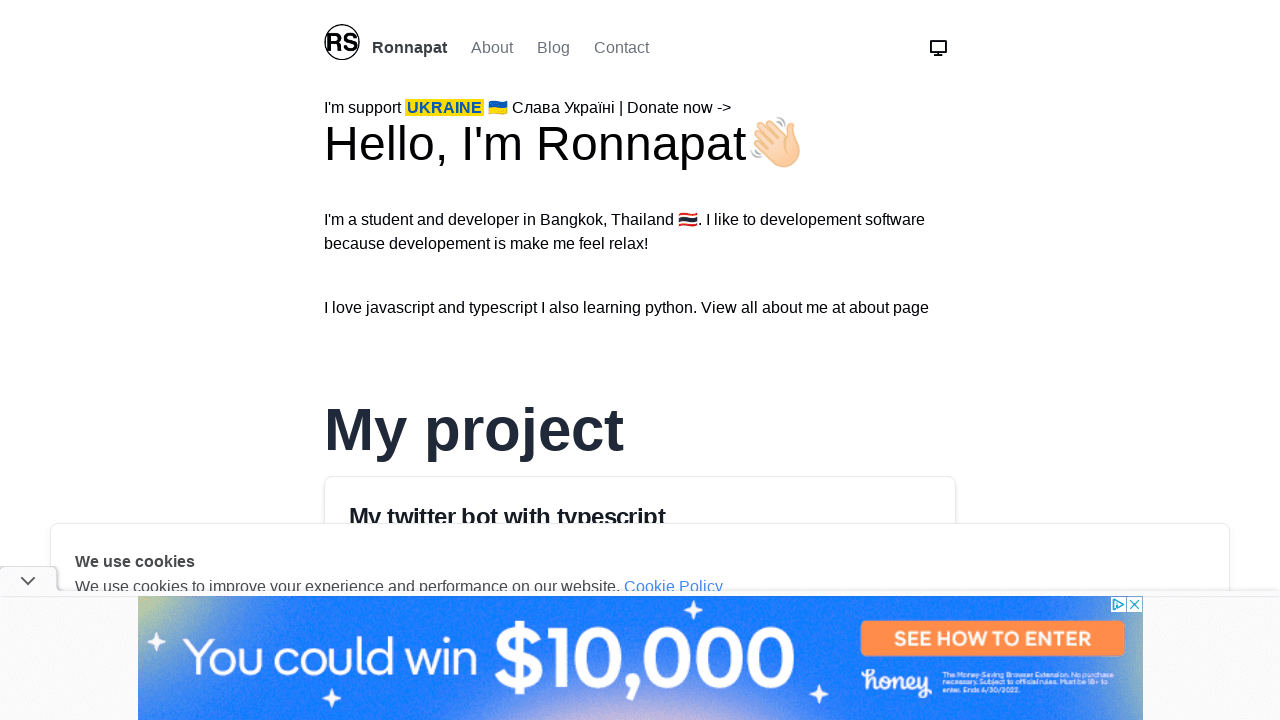 RS Ronnapat About Blog Contact
I'm support UKRAINE 🇺🇦 Слава Україні | Donate now ->
Hello, I'm Ronnapat👋🏻
I'm a student and developer in Bangkok, Thailand 🇹🇭. I like to developement software
because developement is make me feel relax!
I love javascript and typescript I also learning python. View all about me at about page
My project
My twitter bot with typescript
We use cookies
We use cookies to improve your experience and performance on our website. Cookie Policy
You could win $10,000
SEE HOW TO ENTER
honey
The Money-Saving Browser Extension. No purchase
necessary. Subject to official rules. Must be 18+ to
enter. Ends 6/30/2022.